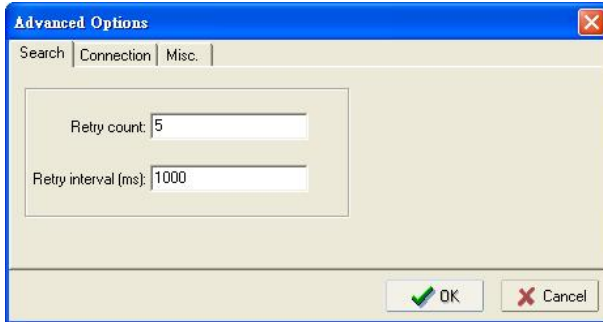 Advanced Options
Search Connection Misc.
Retry count: 5
Retry interval (ms): 1000
OK Cancel